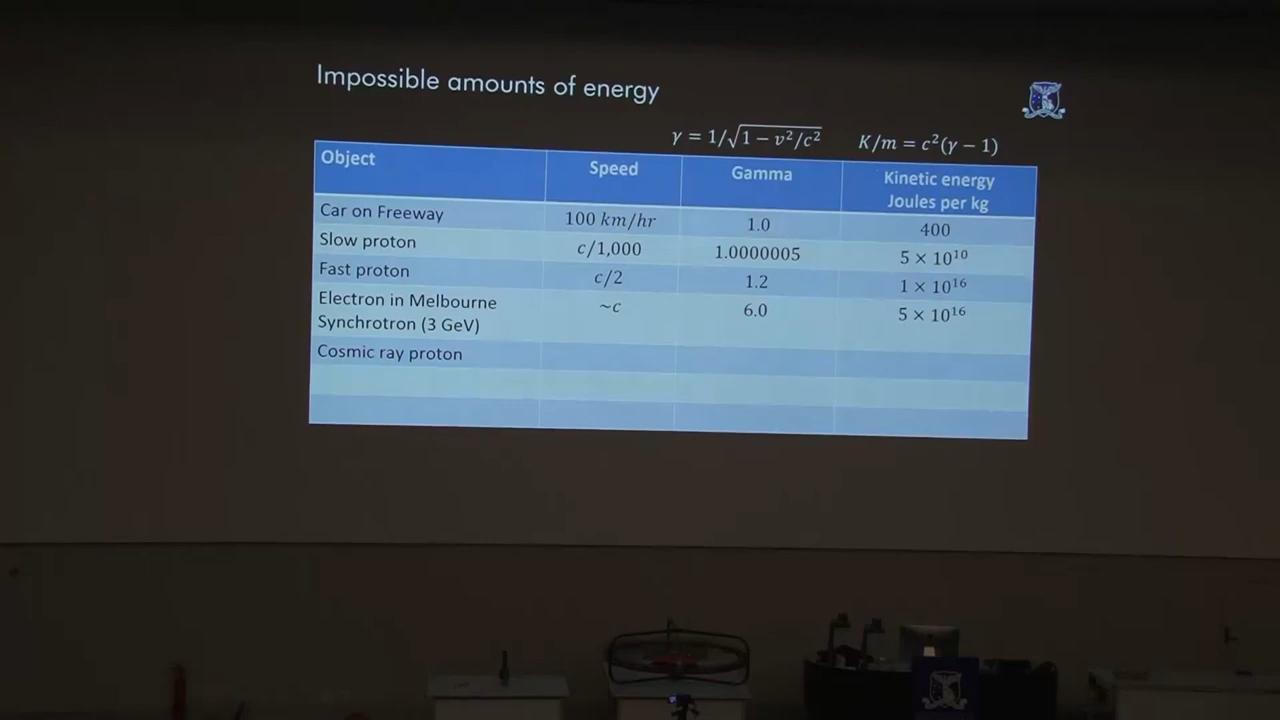 Impossible amounts of energy
γ = 1/√1 − v²/c² K/m = c²(γ − 1)
Object Speed Gamma Kinetic energy
Joules per kg
Car on Freeway 100 km/hr 1.0 400
Slow proton c/1,000 1.0000005 5 × 10¹⁰
Fast proton c/2 1.2 1 × 10¹⁶
Electron in Melbourne ~c 6.0 5 × 10¹⁶
Synchrotron (3 GeV)
Cosmic ray proton